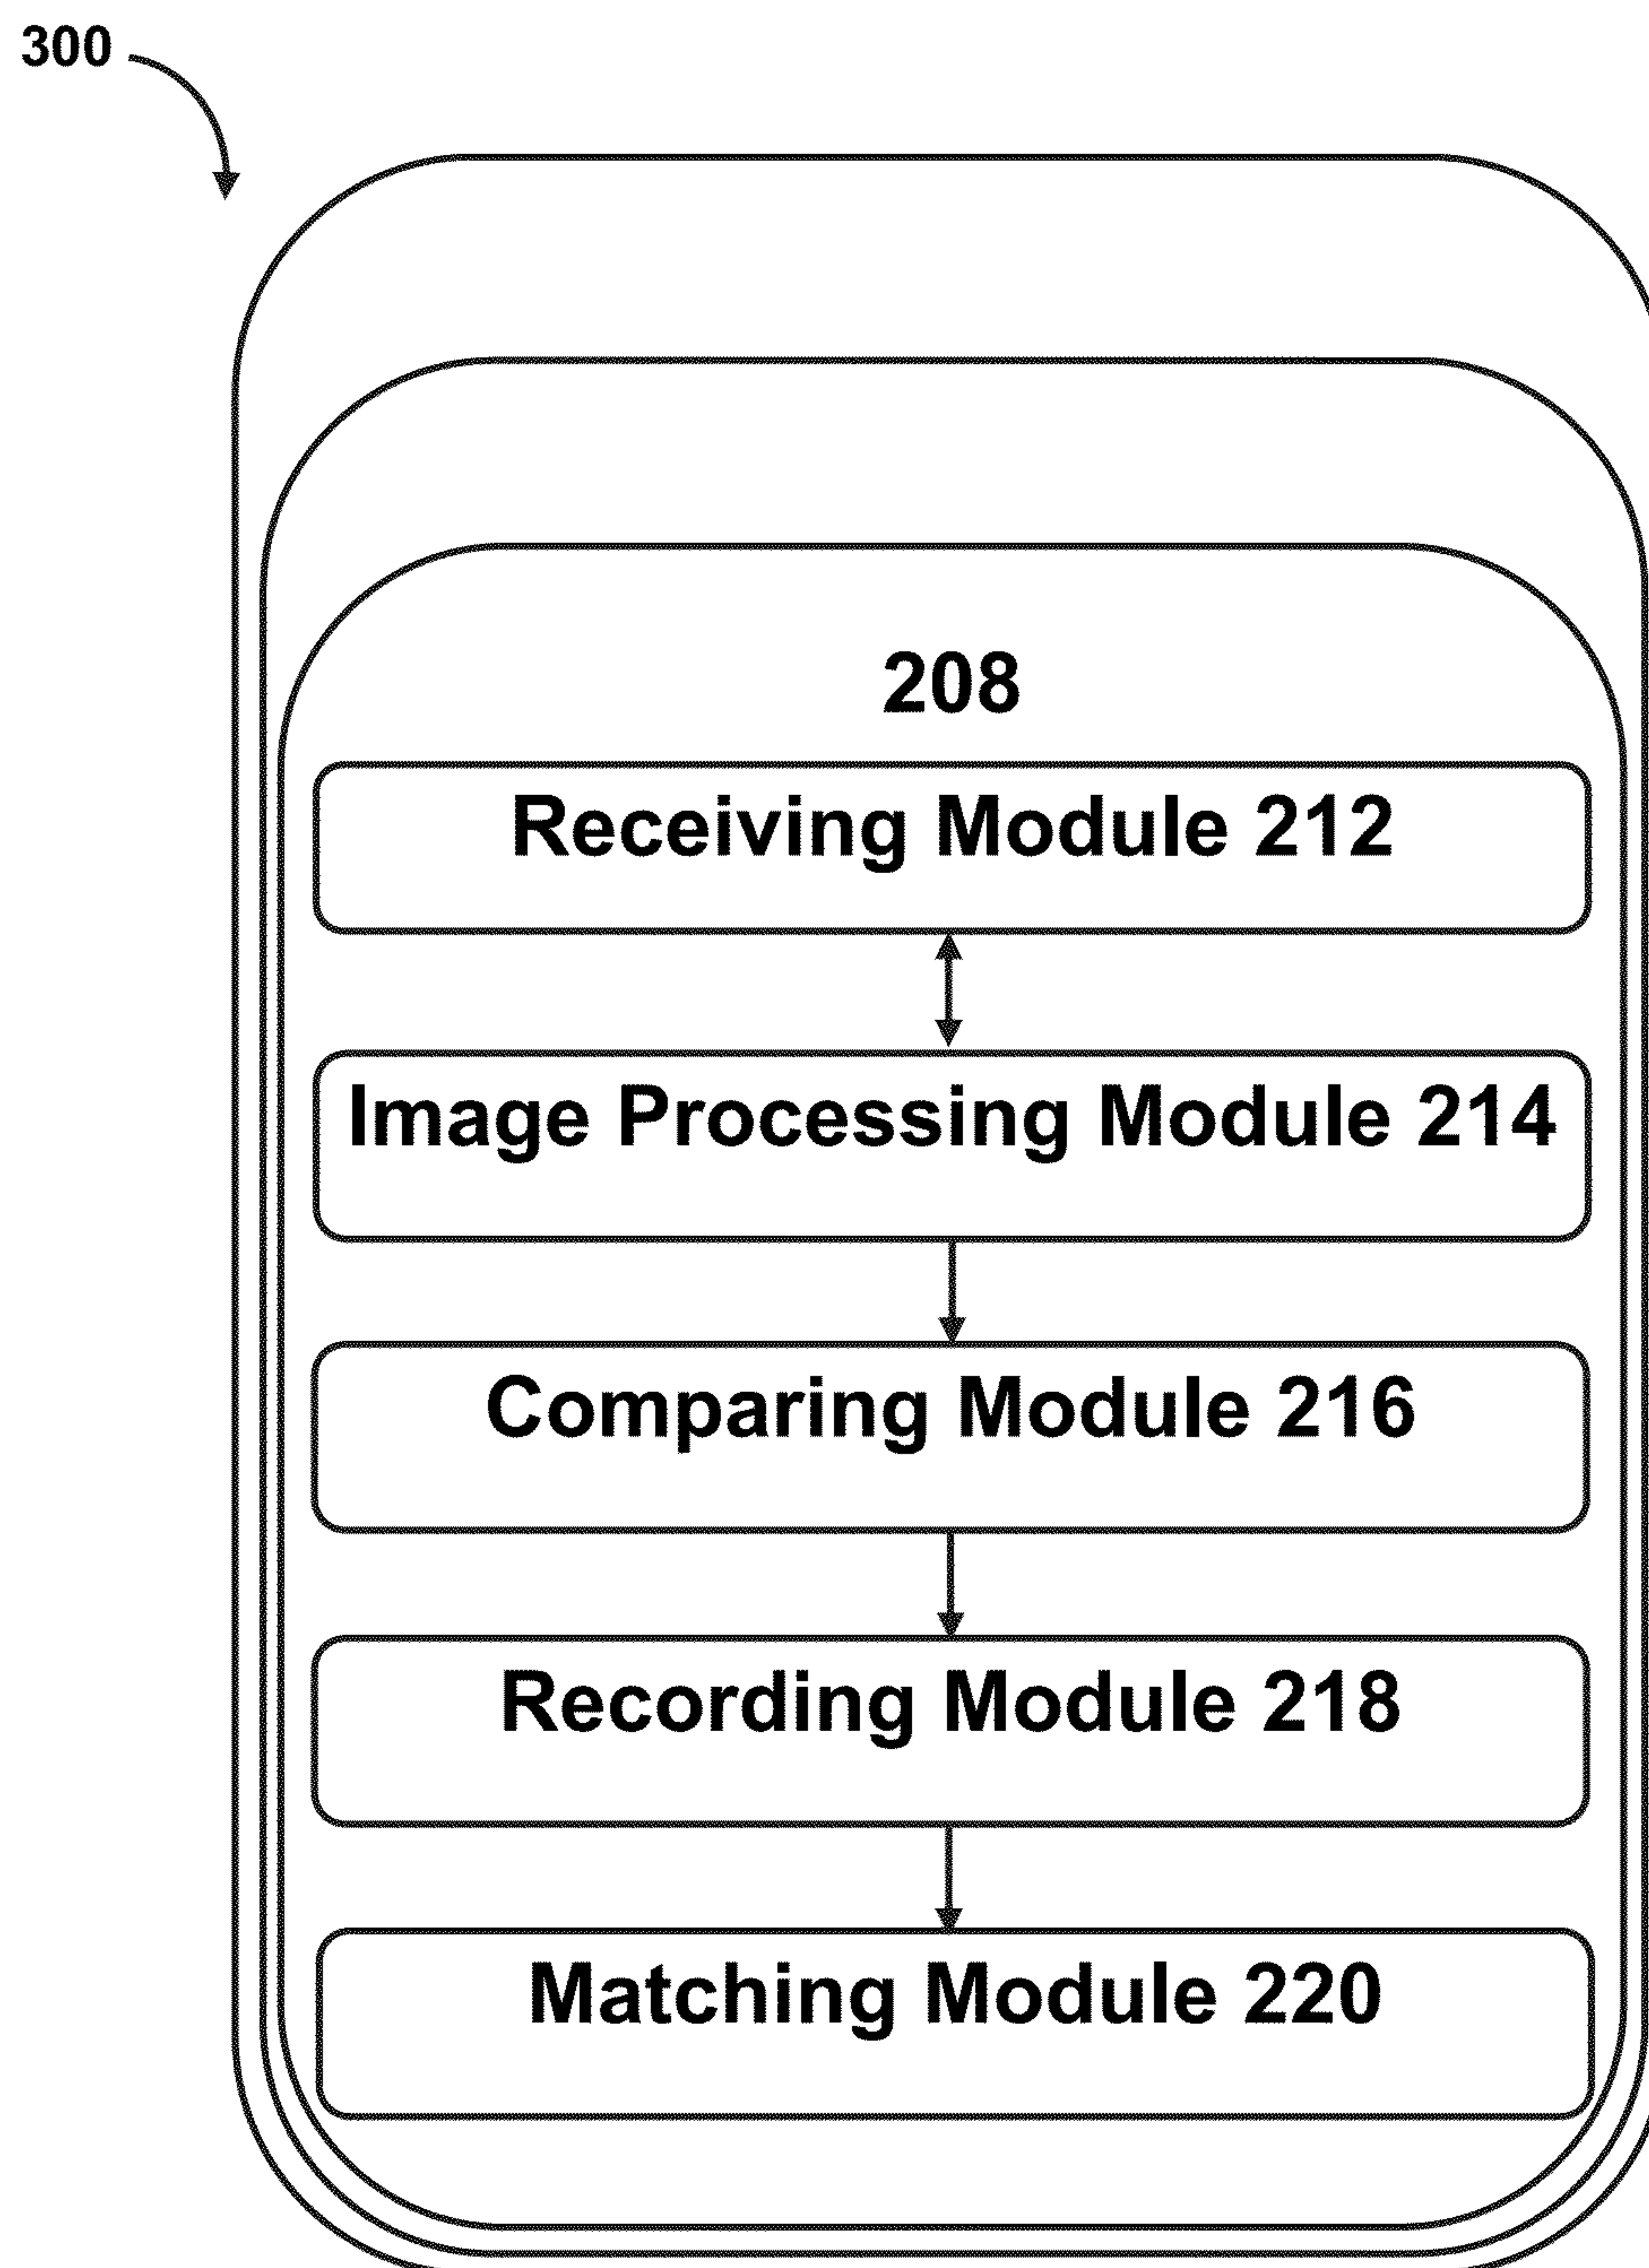 300
208
Receiving Module 212
Image Processing Module 214
Comparing Module 216
Recording Module 218
Matching Module 220